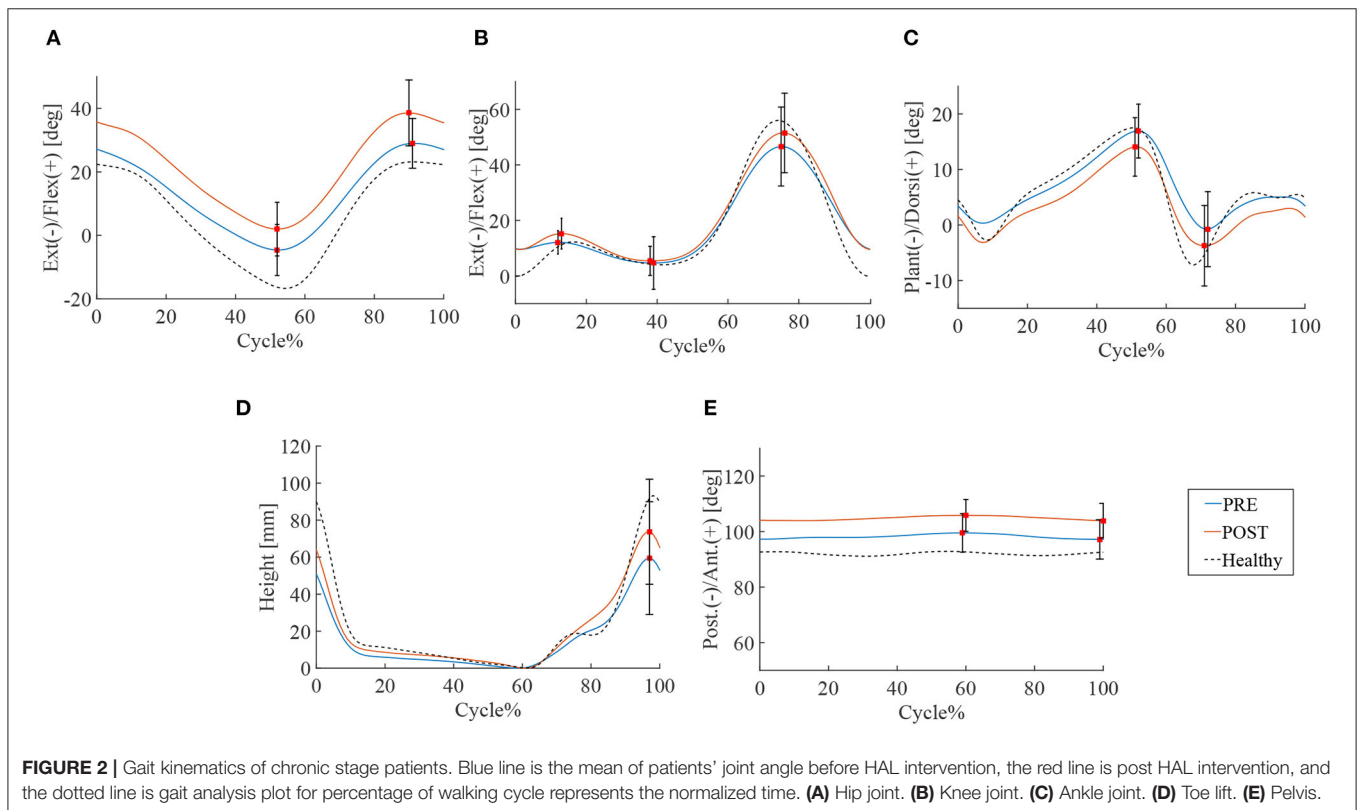 A
Ext(-)/Flex(+) [deg]
40
20
0
-20
0 20 40 60 80 100
Cycle%
B
Ext(-)/Flex(+) [deg]
60
40
20
0
0 20 40 60 80 100
Cycle%
C
Plant(-)/Dorsi(+) [deg]
20
10
0
-10
0 20 40 60 80 100
Cycle%
D
Height [mm]
120
100
80
60
40
20
0
0 20 40 60 80 100
Cycle%
E
Post.(-)/Ant.(+) [deg]
120
100
80
60
0 20 40 60 80 100
Cycle%
PRE
POST
Healthy
FIGURE 2 | Gait kinematics of chronic stage patients. Blue line is the mean of patients' joint angle before HAL intervention, the red line is post HAL intervention, and
the dotted line is gait analysis plot for percentage of walking cycle represents the normalized time. (A) Hip joint. (B) Knee joint. (C) Ankle joint. (D) Toe lift. (E) Pelvis.